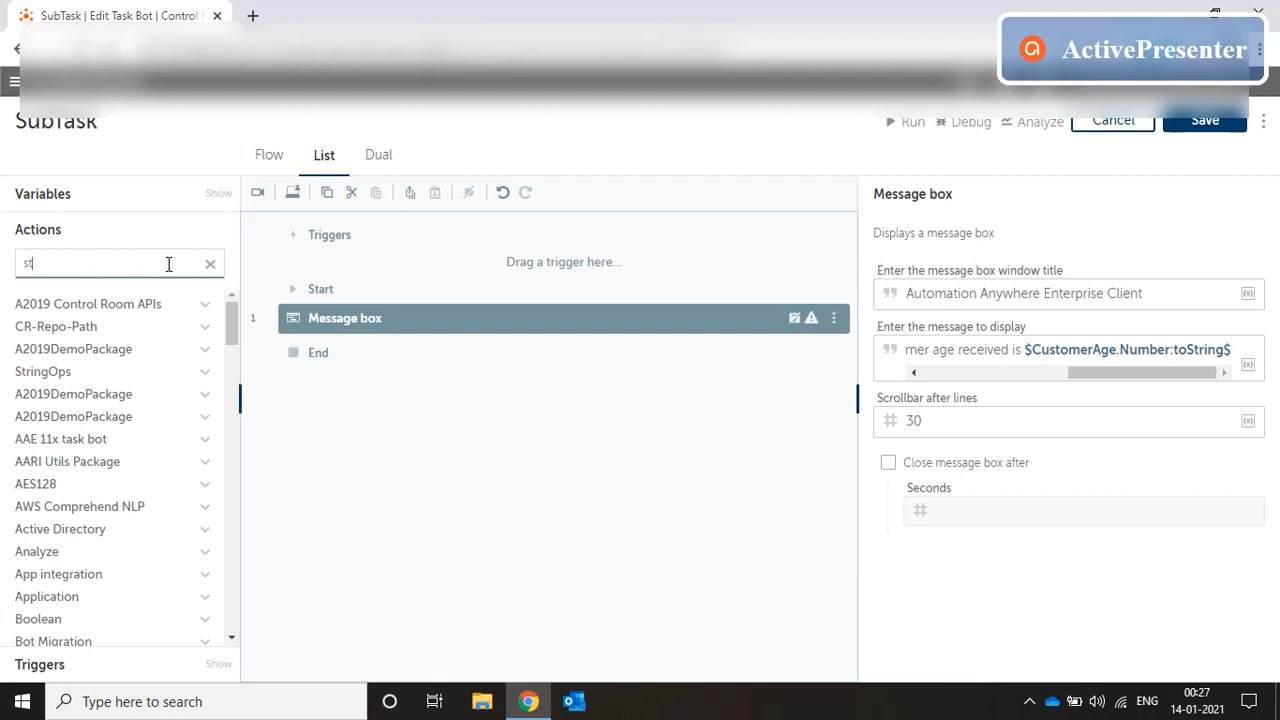 SubTask | Edit Task Bot | Control
ActivePresenter
SubTask
Run
Debug
Analyze
Cancel
Save
Flow
List
Dual
Variables
Show
Actions
st
A2019 Control Room APIs
CR-Repo-Path
A2019DemoPackage
StringOps
A2019DemoPackage
A2019DemoPackage
AAE 11x task bot
AARI Utils Package
AES128
AWS Comprehend NLP
Active Directory
Analyze
App integration
Application
Boolean
Bot Migration
Triggers
Show
Triggers
Drag a trigger here...
Start
1
Message box
End
Message box
Displays a message box
Enter the message box window title
Automation Anywhere Enterprise Client
Enter the message to display
mer age received is $CustomerAge.Number:toString$
Scrollbar after lines
30
Close message box after
Seconds
Type here to search
ENG
00:27
14-01-2021